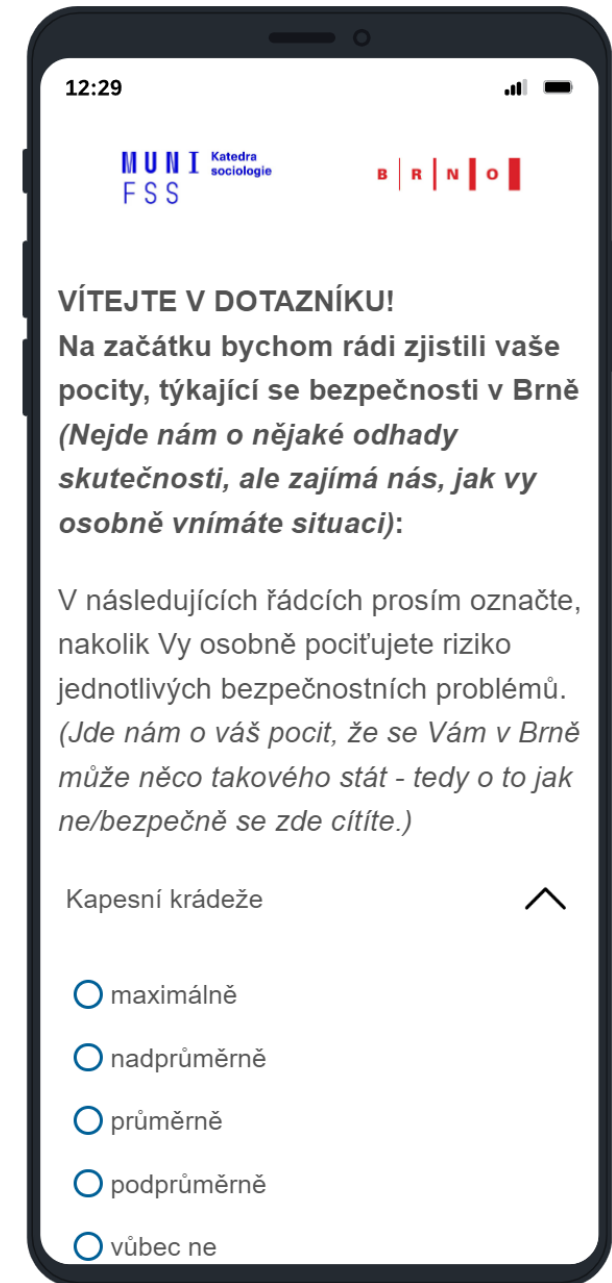 12:29
MUNI Katedra
FSS sociologie
BRNO
VÍTEJTE V DOTAZNÍKU!
Na začátku bychom rádi zjistili vaše
pocity, týkající se bezpečnosti v Brně
(Nejde nám o nějaké odhady
skutečnosti, ale zajímá nás, jak vy
osobně vnímáte situaci):
V následujících řádcích prosím označte,
nakolik Vy osobně pociťujete riziko
jednotlivých bezpečnostních problémů.
(Jde nám o váš pocit, že se Vám v Brně
může něco takového stát - tedy o to jak
ne/bezpečně se zde cítíte.)
Kapesní krádeže
maximálně
nadprůměrně
průměrně
podprůměrně
vůbec ne